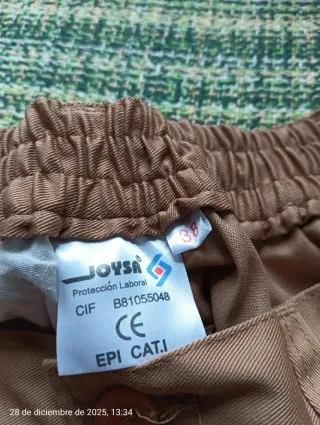 38
JOYSA
Protección Laboral
CIF B81055048
CE
EPI CAT.I
28 de diciembre de 2025, 13:34